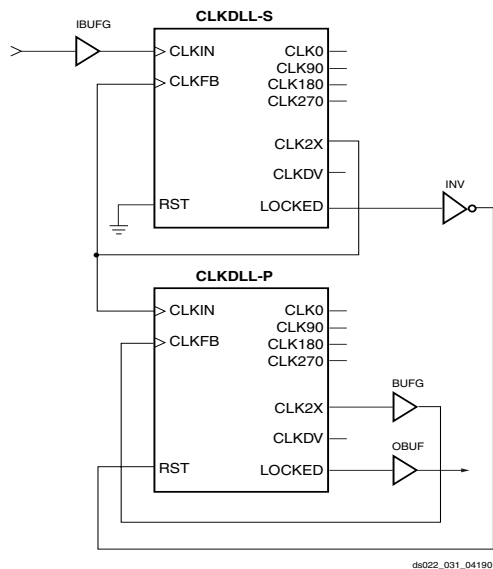 CLKDLL-S
IBUFG
CLKIN
CLKFB
RST
CLK0
CLK90
CLK180
CLK270
CLK2X
CLKDV
LOCKED
INV
CLKDLL-P
CLKIN
CLKFB
RST
CLK0
CLK90
CLK180
CLK270
CLK2X
CLKDV
LOCKED
BUFG
OBUF
ds022_031_04190